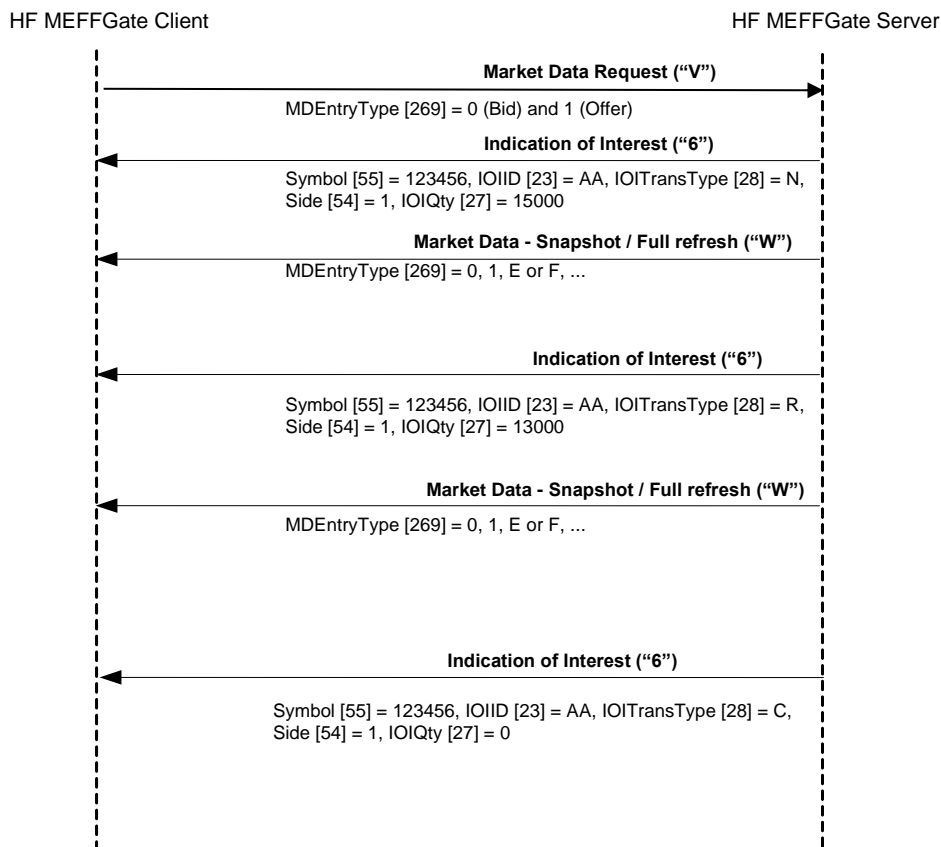 HF MEFFGate Client
HF MEFFGate Server
Market Data Request (“V”)
MDEntryType [269] = 0 (Bid) and 1 (Offer)
Indication of Interest (“6”)
Symbol [55] = 123456, IOIID [23] = AA, IOITransType [28] = N,
Side [54] = 1, IOIQty [27] = 15000
Market Data - Snapshot / Full refresh (“W”)
MDEntryType [269] = 0, 1, E or F, ...
Indication of Interest (“6”)
Symbol [55] = 123456, IOIID [23] = AA, IOITransType [28] = R,
Side [54] = 1, IOIQty [27] = 13000
Market Data - Snapshot / Full refresh (“W”)
MDEntryType [269] = 0, 1, E or F, ...
Indication of Interest (“6”)
Symbol [55] = 123456, IOIID [23] = AA, IOITransType [28] = C,
Side [54] = 1, IOIQty [27] = 0